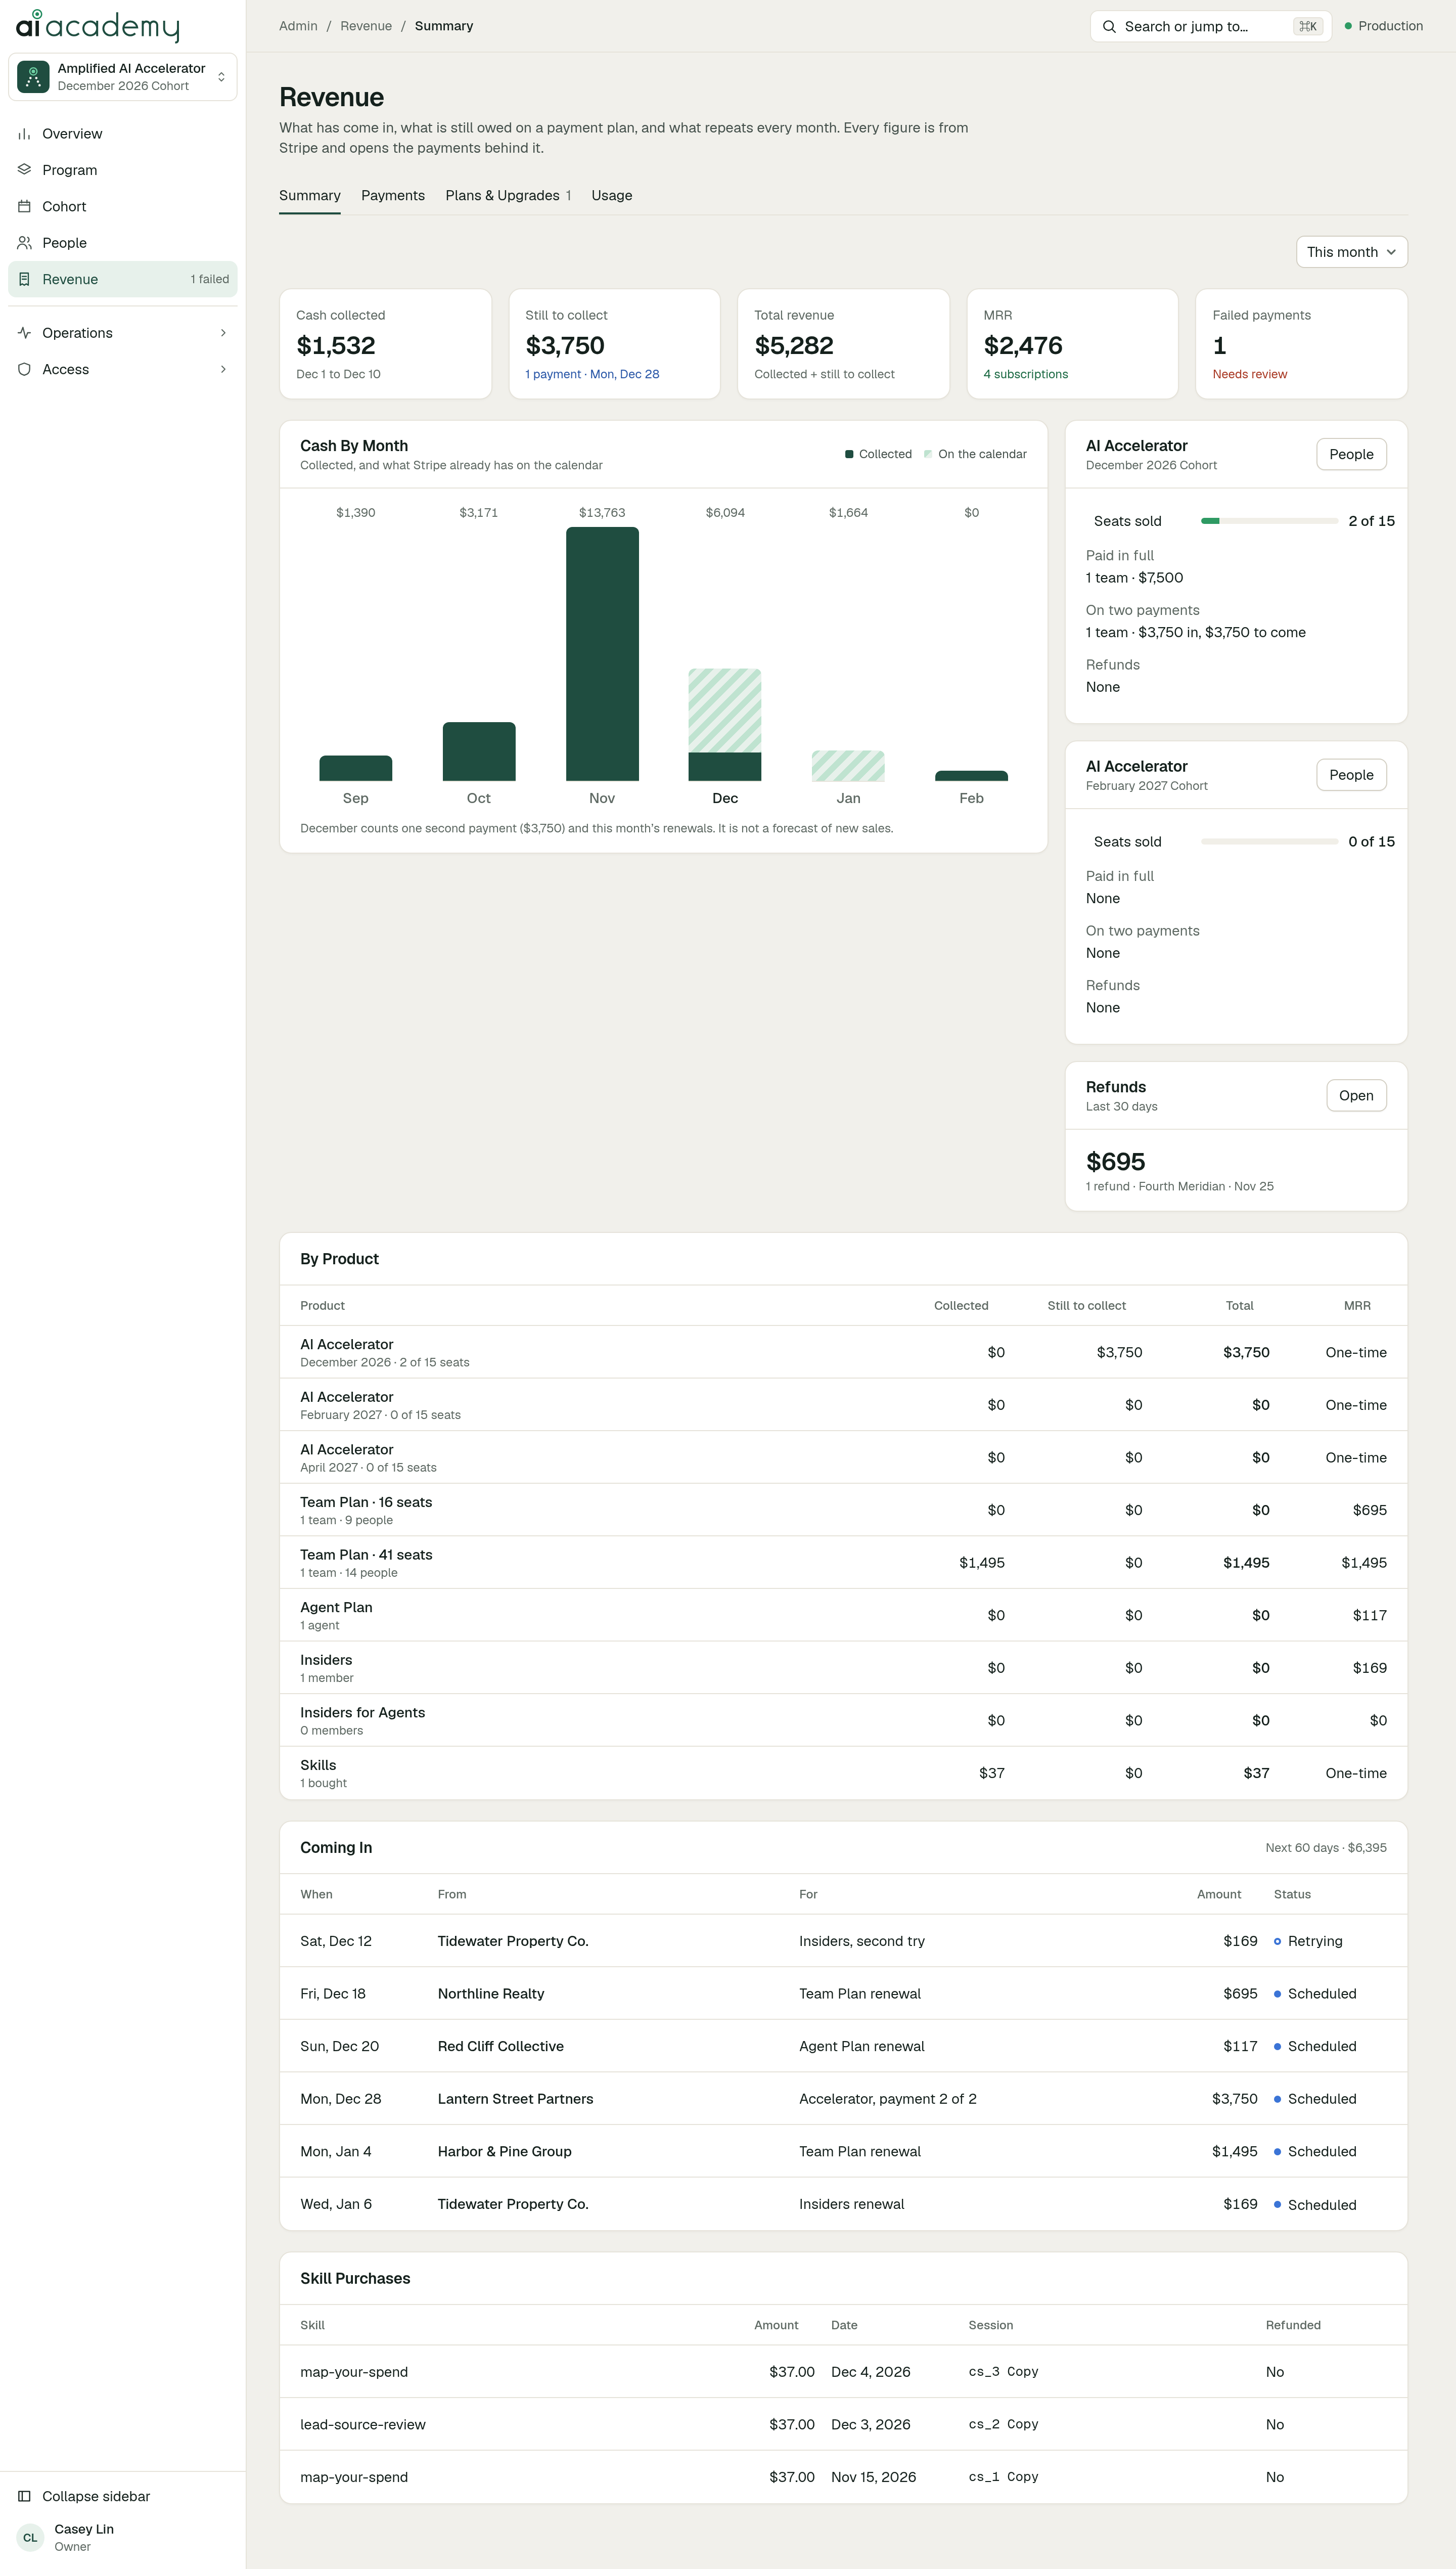 ai academy
Amplified AI Accelerator
December 2026 Cohort
Overview
Program
Cohort
People
Revenue 1 failed
Operations
Access
Collapse sidebar
CL
Casey Lin
Owner
Admin / Revenue / Summary
Search or jump to... ⌘K
Production
Revenue
What has come in, what is still owed on a payment plan, and what repeats every month. Every figure is from
Stripe and opens the payments behind it.
Summary Payments Plans & Upgrades 1 Usage
This month
Cash collected
$1,532
Dec 1 to Dec 10
Still to collect
$3,750
1 payment · Mon, Dec 28
Total revenue
$5,282
Collected + still to collect
MRR
$2,476
4 subscriptions
Failed payments
1
Needs review
Cash By Month
Collected, and what Stripe already has on the calendar
Collected On the calendar
$1,390 $3,171 $13,763 $6,094 $1,664 $0
Sep Oct Nov Dec Jan Feb
December counts one second payment ($3,750) and this month's renewals. It is not a forecast of new sales.
AI Accelerator
December 2026 Cohort
People
Seats sold 2 of 15
Paid in full
1 team · $7,500
On two payments
1 team · $3,750 in, $3,750 to come
Refunds
None
AI Accelerator
February 2027 Cohort
People
Seats sold 0 of 15
Paid in full
None
On two payments
None
Refunds
None
Refunds
Last 30 days
Open
$695
1 refund · Fourth Meridian · Nov 25
By Product
Product Collected Still to collect Total MRR
AI Accelerator
December 2026 · 2 of 15 seats
$0 $3,750 $3,750 One-time
AI Accelerator
February 2027 · 0 of 15 seats
$0 $0 $0 One-time
AI Accelerator
April 2027 · 0 of 15 seats
$0 $0 $0 One-time
Team Plan · 16 seats
1 team · 9 people
$0 $0 $0 $695
Team Plan · 41 seats
1 team · 14 people
$1,495 $0 $1,495 $1,495
Agent Plan
1 agent
$0 $0 $0 $117
Insiders
1 member
$0 $0 $0 $169
Insiders for Agents
0 members
$0 $0 $0 $0
Skills
1 bought
$37 $0 $37 One-time
Coming In
Next 60 days · $6,395
When From For Amount Status
Sat, Dec 12 Tidewater Property Co. Insiders, second try $169 Retrying
Fri, Dec 18 Northline Realty Team Plan renewal $695 Scheduled
Sun, Dec 20 Red Cliff Collective Agent Plan renewal $117 Scheduled
Mon, Dec 28 Lantern Street Partners Accelerator, payment 2 of 2 $3,750 Scheduled
Mon, Jan 4 Harbor & Pine Group Team Plan renewal $1,495 Scheduled
Wed, Jan 6 Tidewater Property Co. Insiders renewal $169 Scheduled
Skill Purchases
Skill Amount Date Session Refunded
map-your-spend $37.00 Dec 4, 2026 cs_3 Copy No
lead-source-review $37.00 Dec 3, 2026 cs_2 Copy No
map-your-spend $37.00 Nov 15, 2026 cs_1 Copy No